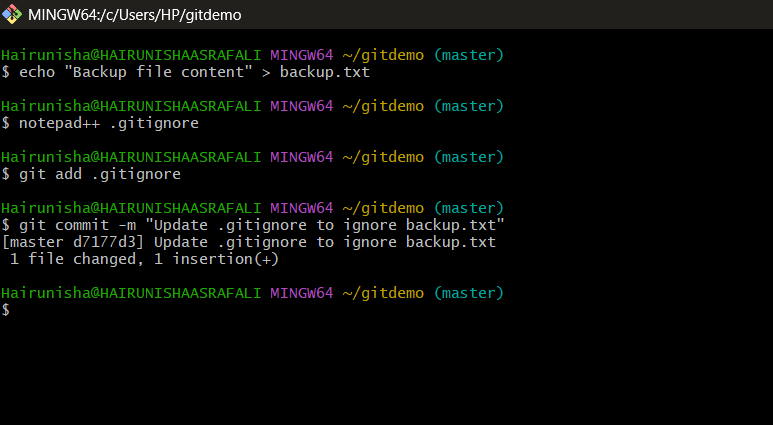 MINGW64:/c/Users/HP/gitdemo
Hairunisha@HAIRUNISHAASRAFALI MINGW64 ~/gitdemo (master)
$ echo "Backup file content" > backup.txt
Hairunisha@HAIRUNISHAASRAFALI MINGW64 ~/gitdemo (master)
$ notepad++ .gitignore
Hairunisha@HAIRUNISHAASRAFALI MINGW64 ~/gitdemo (master)
$ git add .gitignore
Hairunisha@HAIRUNISHAASRAFALI MINGW64 ~/gitdemo (master)
$ git commit -m "Update .gitignore to ignore backup.txt"
[master d7177d3] Update .gitignore to ignore backup.txt
 1 file changed, 1 insertion(+)
Hairunisha@HAIRUNISHAASRAFALI MINGW64 ~/gitdemo (master)
$